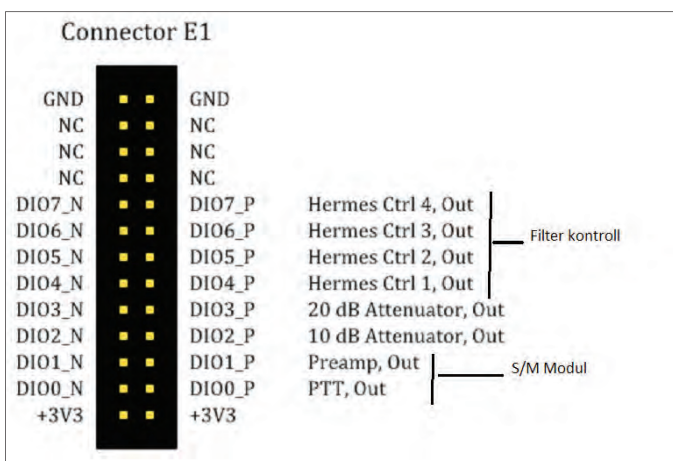 Connector E1
GND GND
NC NC
NC NC
NC NC
DIO7_N DIO7_P Hermes Ctrl 4, Out
DIO6_N DIO6_P Hermes Ctrl 3, Out
Filter kontroll
DIO5_N DIO5_P Hermes Ctrl 2, Out
DIO4_N DIO4_P Hermes Ctrl 1, Out
DIO3_N DIO3_P 20 dB Attenuator, Out
DIO2_N DIO2_P 10 dB Attenuator, Out
DIO1_N DIO1_P Preamp, Out
S/M Modul
DIO0_N DIO0_P PTT, Out
+3V3 +3V3